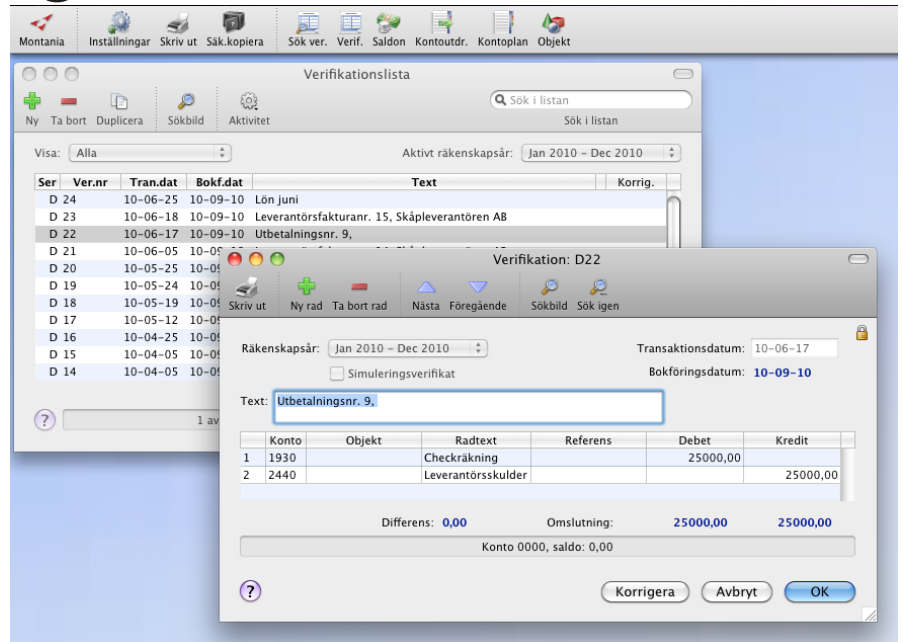 Montania Inställningar Skriv ut Säk.kopiera Sök ver. Verif. Saldon Kontoutdr. Kontoplan Objekt
Verifikationslista
Ny Ta bort Duplicera Sökbild Aktivitet
Sök i listan
Sök i listan
Visa: Alla Aktivt räkenskapsår: Jan 2010 – Dec 2010
Ser Ver.nr Tran.dat Bokf.dat Text Korrig.
D 24 10-06-25 10-09-10 Lön juni
D 23 10-06-18 10-09-10 Leverantörsfakturanr. 15, Skåpleverantören AB
D 22 10-06-17 10-09-10 Utbetalningsnr. 9,
D 21 10-06-05
D 20 10-05-25
D 19 10-05-24
D 18 10-05-19
D 17 10-05-12
D 16 10-04-25
D 15 10-04-05
D 14 10-04-05
? 1 av
Verifikation: D22
Skriv ut Ny rad Ta bort rad Nästa Föregående Sökbild Sök igen
Räkenskapsår: Jan 2010 – Dec 2010 Transaktionsdatum: 10-06-17
Simuleringsverifikat Bokföringsdatum: 10-09-10
Text: Utbetalningsnr. 9,
Konto Objekt Radtext Referens Debet Kredit
1 1930 Checkräkning 25000,00
2 2440 Leverantörsskulder 25000,00
Differens: 0,00 Omslutning: 25000,00 25000,00
Konto 0000, saldo: 0,00
? Korrigera Avbryt OK